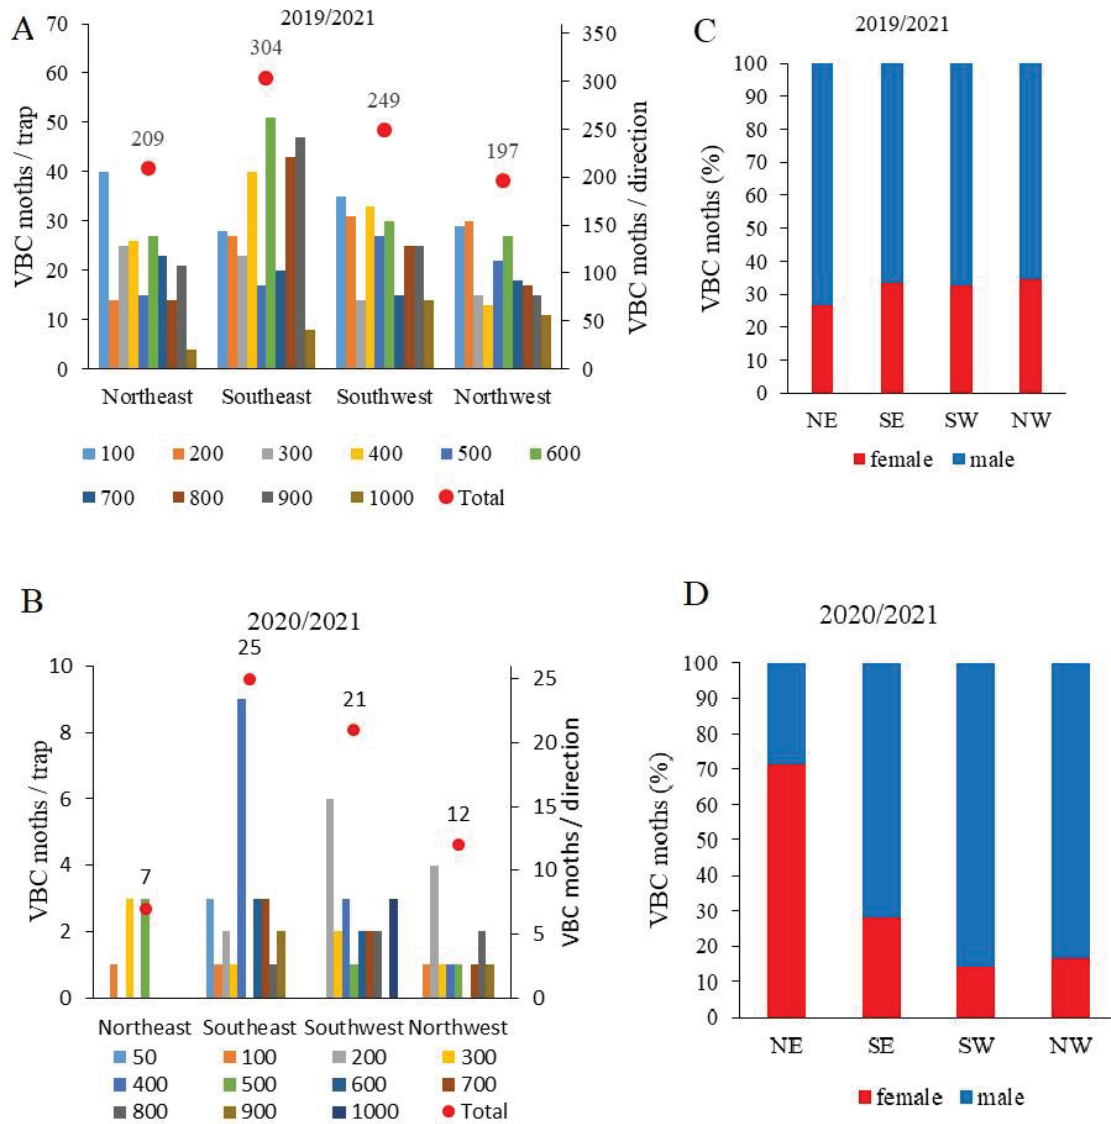 A
2019/2021
VBC moths / trap
70
60
50
40
30
20
10
0
209
304
249
197
350
300
250
200
150
100
50
0
VBC moths / direction
Northeast Southeast Southwest Northwest
100 200 300 400 500 600
700 800 900 1000 Total
C
2019/2021
VBC moths (%)
100
90
80
70
60
50
40
30
20
10
0
NE SE SW NW
female male
B
2020/2021
VBC moths / trap
10
8
6
4
2
0
7
25
21
12
25
20
15
10
5
0
VBC moths / direction
Northeast Southeast Southwest Northwest
50 100 200 300
400 500 600 700
800 900 1000 Total
D
2020/2021
VBC moths (%)
100
90
80
70
60
50
40
30
20
10
0
NE SE SW NW
female male